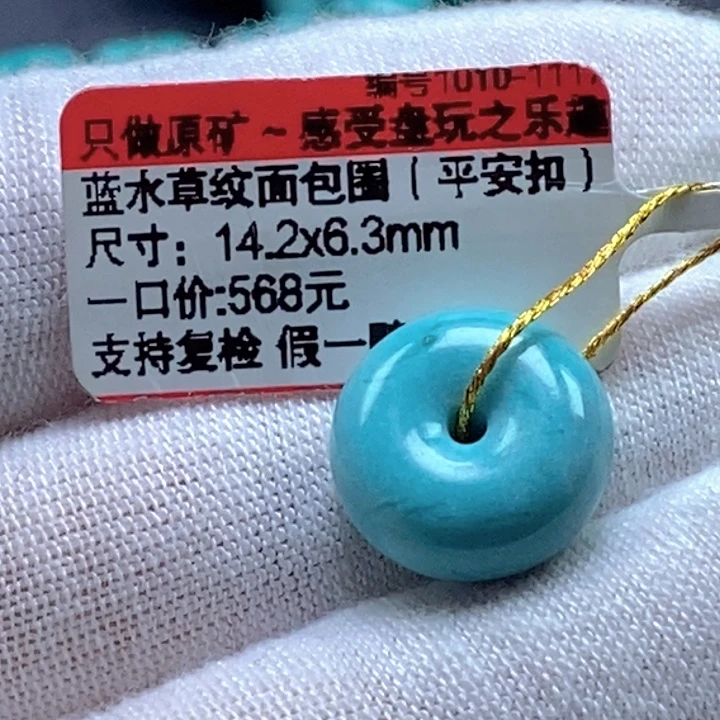 编号1010-111
只做原矿~感受盘玩之乐趣
蓝水草纹面包圈(平安扣)
尺寸：14.2x6.3mm
一口价:568元
支持复检 假一